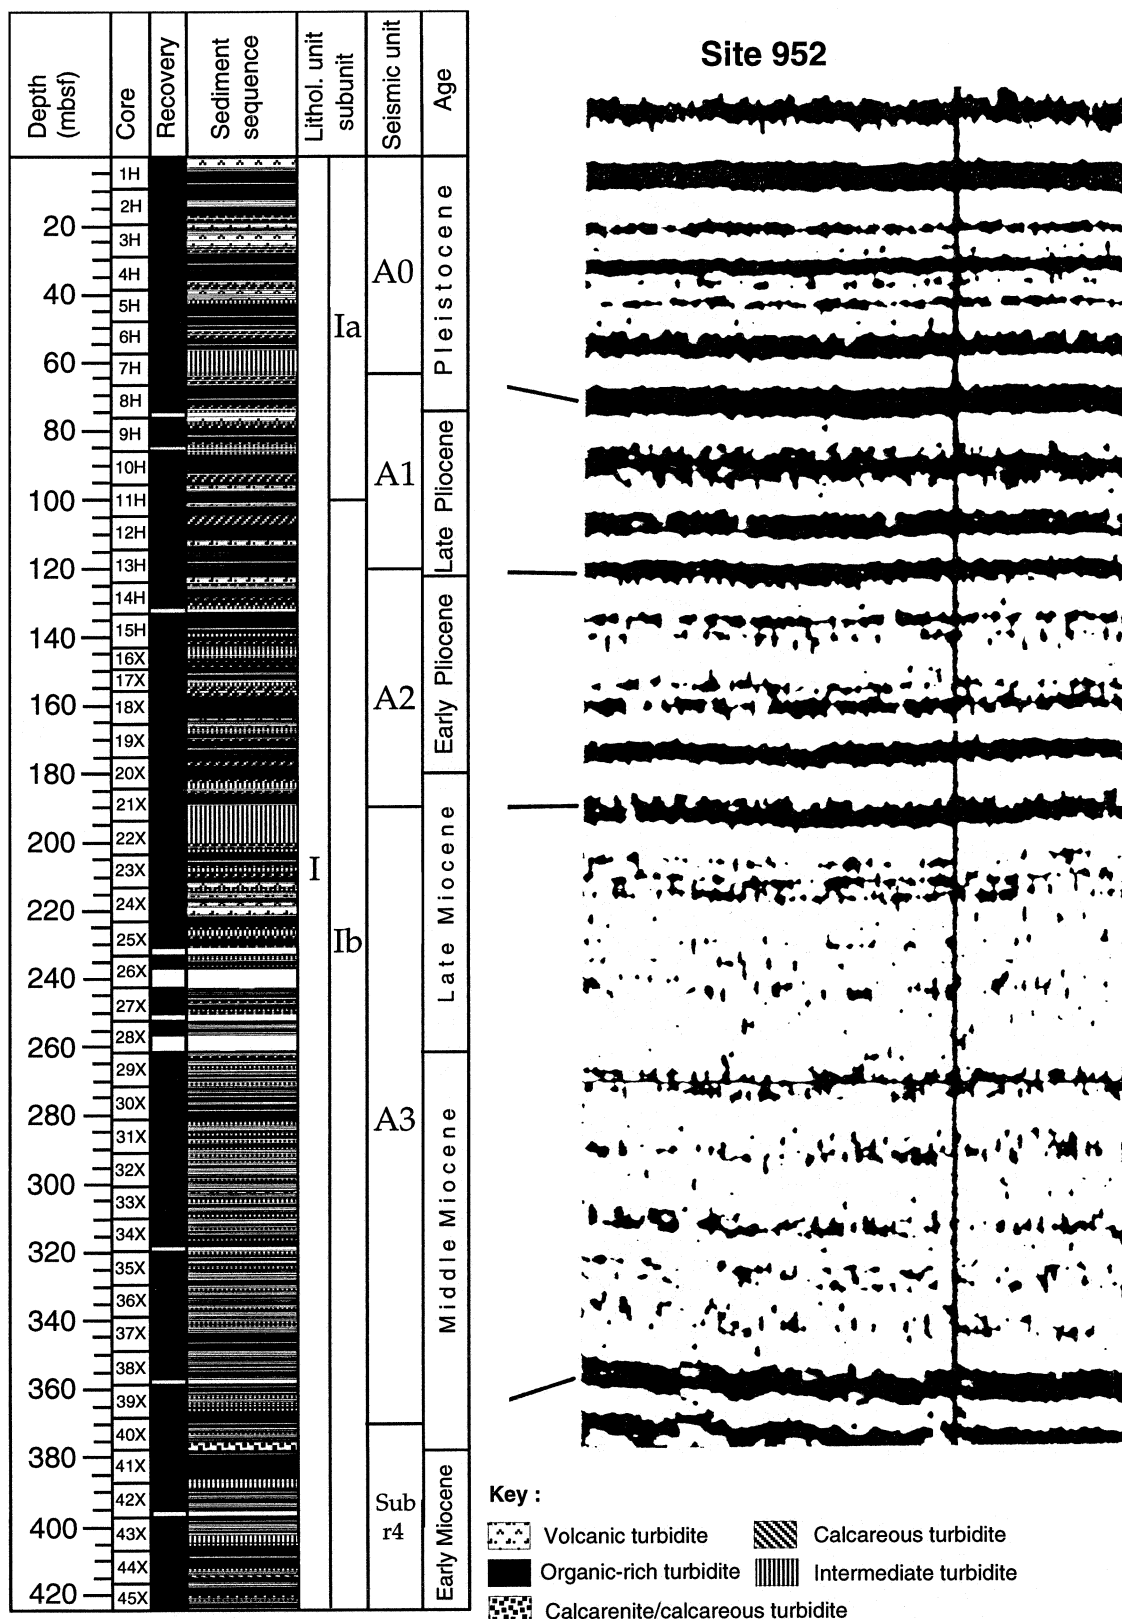 Site 952
Depth (mbsf)
Core
Recovery
Sediment sequence
Lithol. unit
subunit
Seismic unit
Age
20
40
60
80
100
120
140
160
180
200
220
240
260
280
300
320
340
360
380
400
420
1H
2H
3H
4H
5H
6H
7H
8H
9H
10H
11H
12H
13H
14H
15H
16X
17X
18X
19X
20X
21X
22X
23X
24X
25X
26X
27X
28X
29X
30X
31X
32X
33X
34X
35X
36X
37X
38X
39X
40X
41X
42X
43X
44X
45X
I
Ia
Ib
A0
A1
A2
A3
Sub
r4
Pleistocene
Late Pliocene
Early Pliocene
Late Miocene
Middle Miocene
Early Miocene
Key :
Volcanic turbidite
Calcareous turbidite
Organic-rich turbidite
Intermediate turbidite
Calcarenite/calcareous turbidite